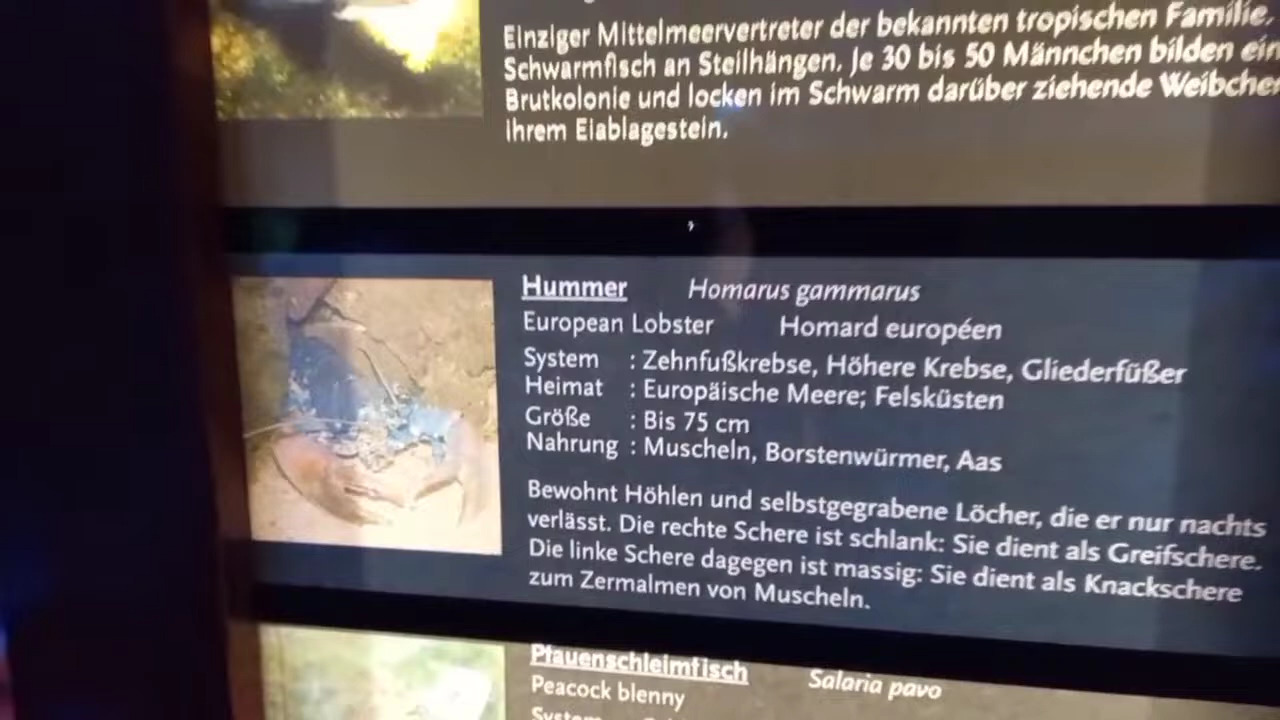 Einziger Mittelmeervertreter der bekannten tropischen Familie.
Schwarmfisch an Steilhängen. Je 30 bis 50 Männchen bilden
Brutkolonie und locken im Schwarm darüber ziehende
ihrem Eiablagestein.
Hummer Homarus gammarus
European Lobster Homard européen
System : Zehnfußkrebse, Höhere Krebse, Gliederfüßer
Heimat : Europäische Meere; Felsküsten
Größe : Bis 75 cm
Nahrung : Muscheln, Borstenwürmer, Aas
Bewohnt Höhlen und selbstgegrabene Löcher, die er nur nachts
verlässt. Die rechte Schere ist schlank: Sie dient als Greifschere.
Die linke Schere dagegen ist massig: Sie dient als Knackschere
zum Zermalmen von Muscheln.
Pfauenschleimfisch Salaria pavo
Peacock blenny
System